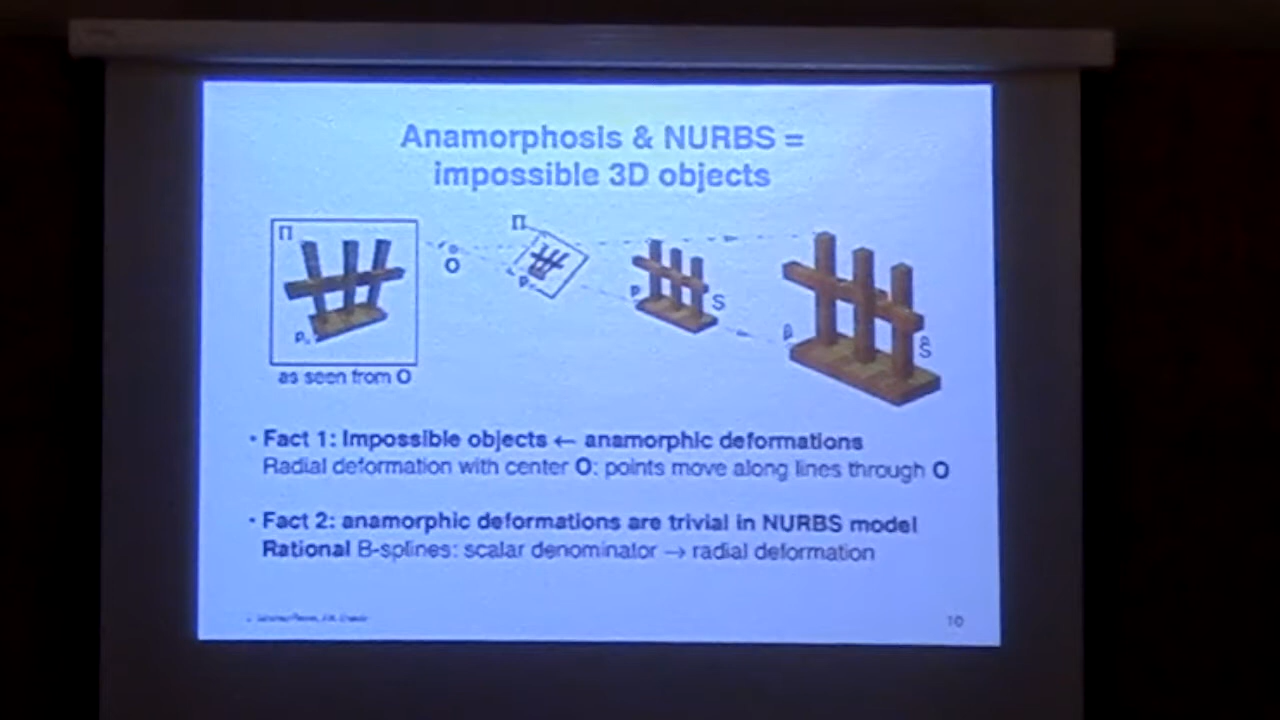 Anamorphosis & NURBS =
impossible 3D objects
Π
O
Π
p
S
p̂
Ŝ
as seen from O
• Fact 1: Impossible objects ← anamorphic deformations
Radial deformation with center O: points move along lines through O
• Fact 2: anamorphic deformations are trivial in NURBS model
Rational B-splines: scalar denominator → radial deformation
10